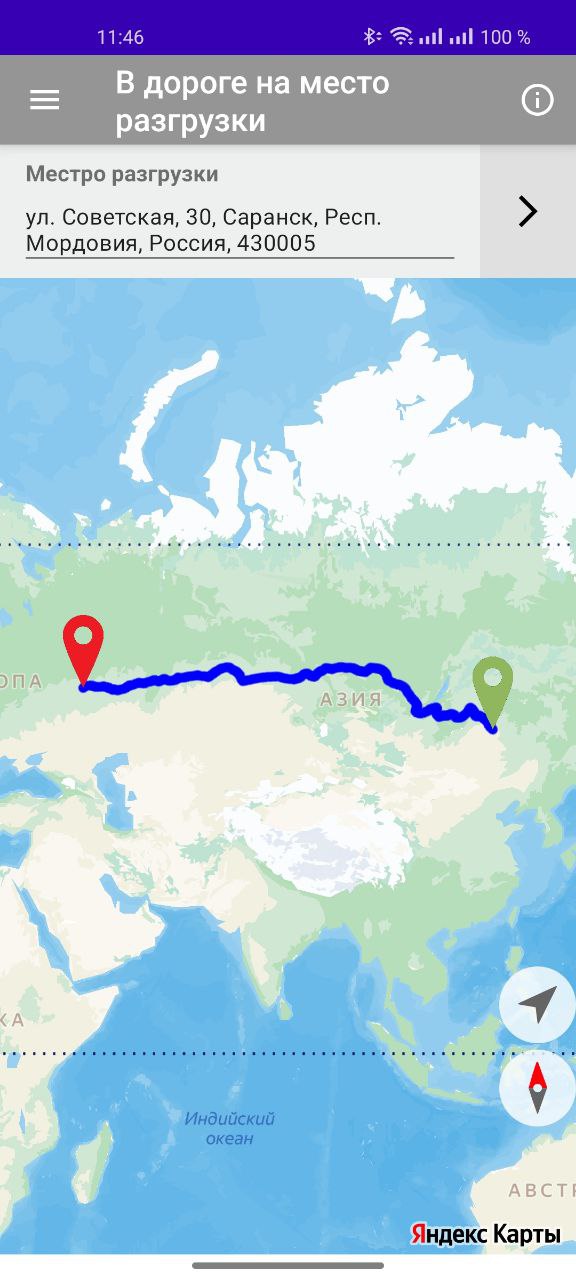 11:46
100 %
В дороге на место
разгрузки
Местро разгрузки
ул. Советская, 30, Саранск, Респ.
Мордовия, Россия, 430005
ОПА
АЗИЯ
КА
Индийский
океан
АВСТР
Яндекс Карты